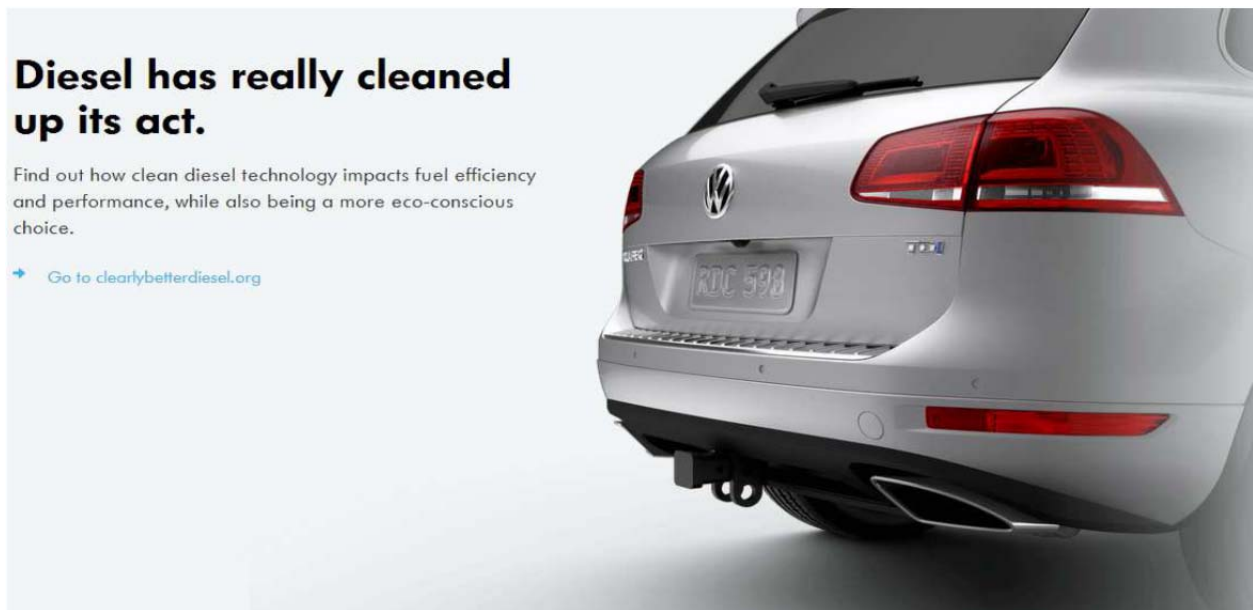 Diesel has really cleaned
up its act.
Find out how clean diesel technology impacts fuel efficiency
and performance, while also being a more eco-conscious
choice.
Go to clearlybetterdiesel.org
TDI
RDC 598